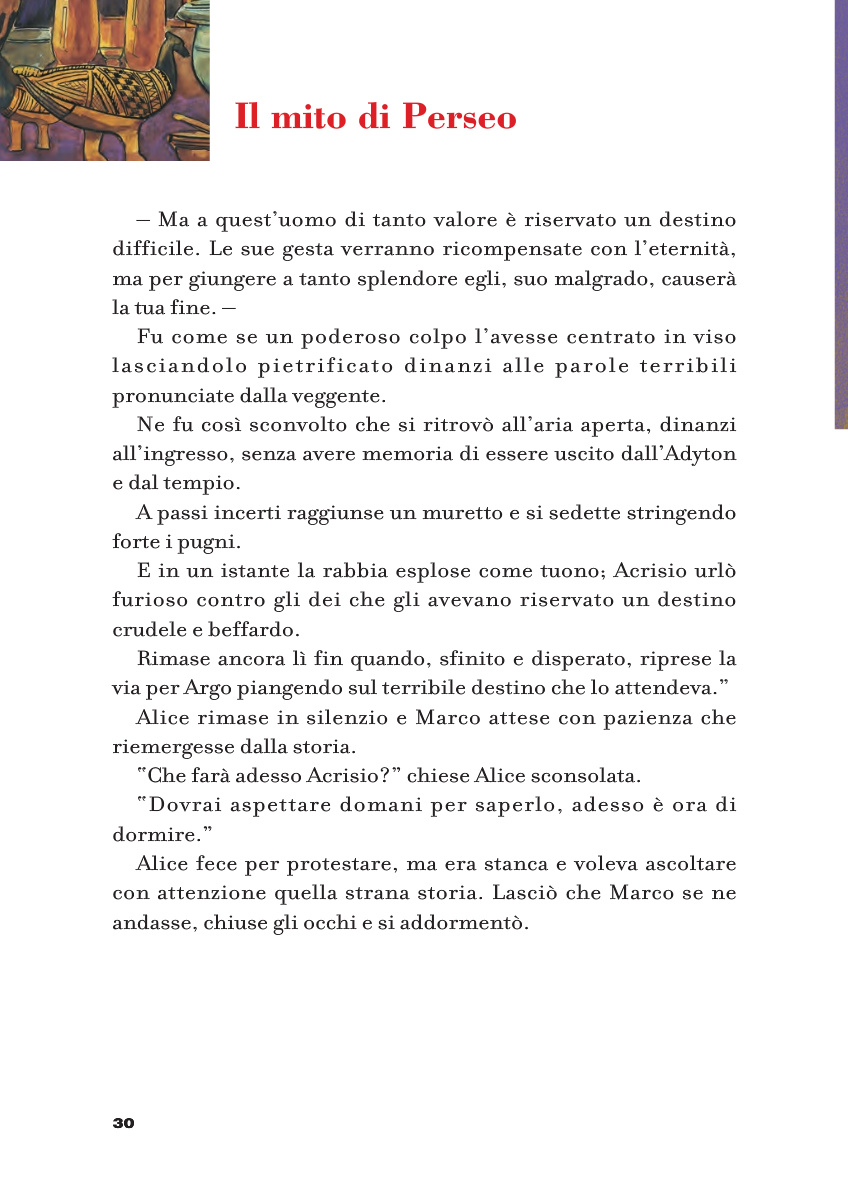 Il mito di Perseo
– Ma a quest’uomo di tanto valore è riservato un destino
difficile. Le sue gesta verranno ricompensate con l’eternità,
ma per giungere a tanto splendore egli, suo malgrado, causerà
la tua fine. –
Fu come se un poderoso colpo l’avesse centrato in viso
lasciandolo pietrificato dinanzi alle parole terribili
pronunciate dalla veggente.
Ne fu così sconvolto che si ritrovò all’aria aperta, dinanzi
all’ingresso, senza avere memoria di essere uscito dall’Adyton
e dal tempio.
A passi incerti raggiunse un muretto e si sedette stringendo
forte i pugni.
E in un istante la rabbia esplose come tuono; Acrisio urlò
furioso contro gli dei che gli avevano riservato un destino
crudele e beffardo.
Rimase ancora lì fin quando, sfinito e disperato, riprese la
via per Argo piangendo sul terribile destino che lo attendeva.”
Alice rimase in silenzio e Marco attese con pazienza che
riemergesse dalla storia.
‟Che farà adesso Acrisio?” chiese Alice sconsolata.
‟Dovrai aspettare domani per saperlo, adesso è ora di
dormire.”
Alice fece per protestare, ma era stanca e voleva ascoltare
con attenzione quella strana storia. Lasciò che Marco se ne
andasse, chiuse gli occhi e si addormentò.
30